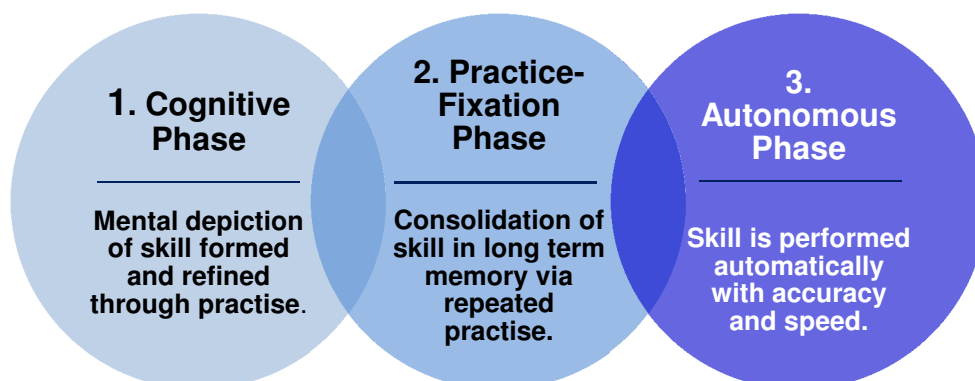 1. Cognitive
Phase
Mental depiction
of skill formed
and refined
through practise.
2. Practice-
Fixation
Phase
Consolidation of
skill in long term
memory via
repeated
practise.
3.
Autonomous
Phase
Skill is performed
automatically
with accuracy
and speed.